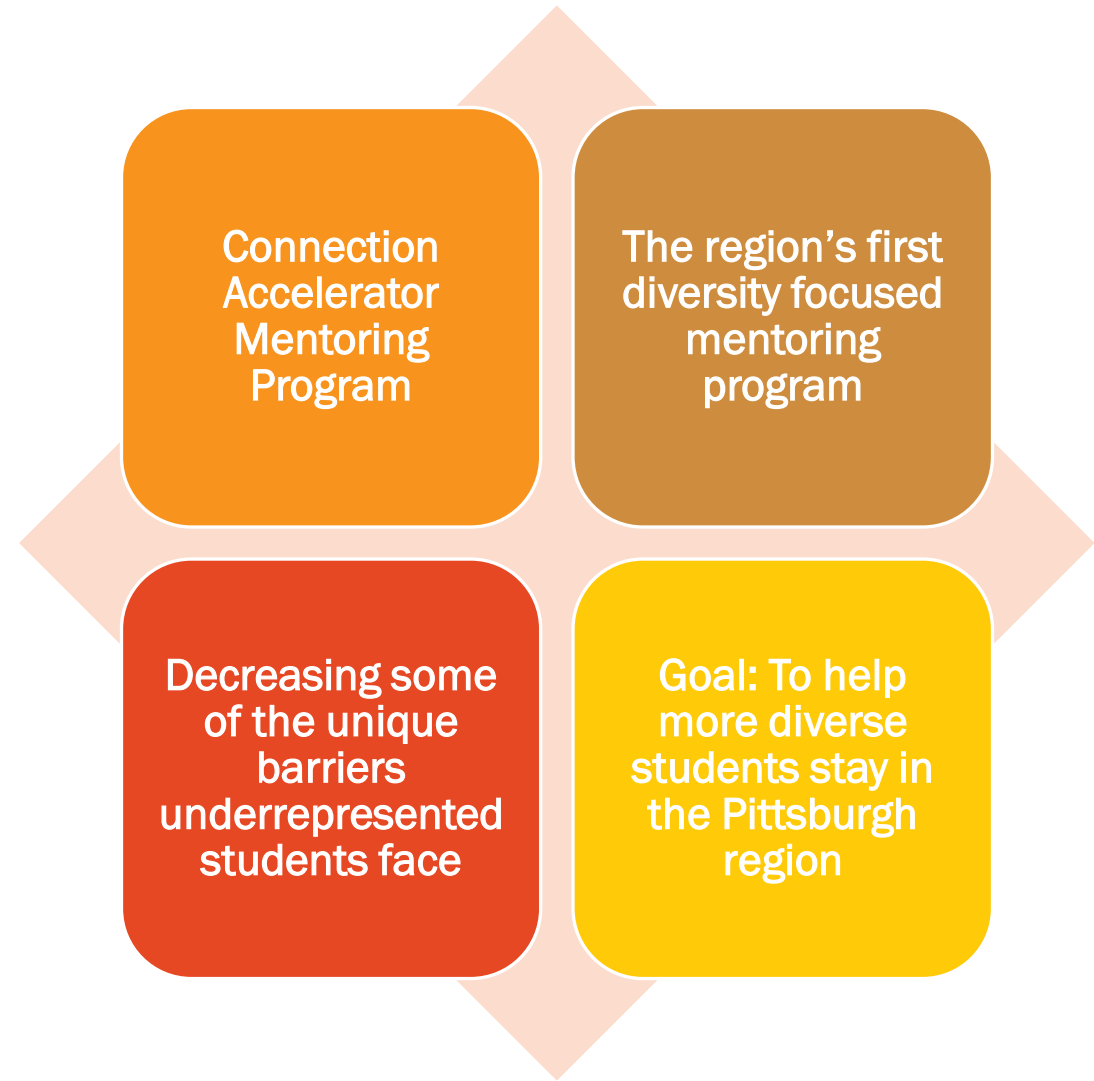 Connection
Accelerator
Mentoring
Program
The region’s first
diversity focused
mentoring
program
Decreasing some
of the unique
barriers
underrepresented
students face
Goal: To help
more diverse
students stay in
the Pittsburgh
region